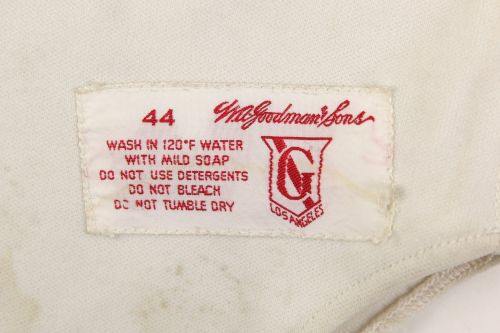 44
Wm. Goodman & Sons
WASH IN 120°F WATER
WITH MILD SOAP
DO NOT USE DETERGENTS
DO NOT BLEACH
DO NOT TUMBLE DRY
G
LOS ANGELES